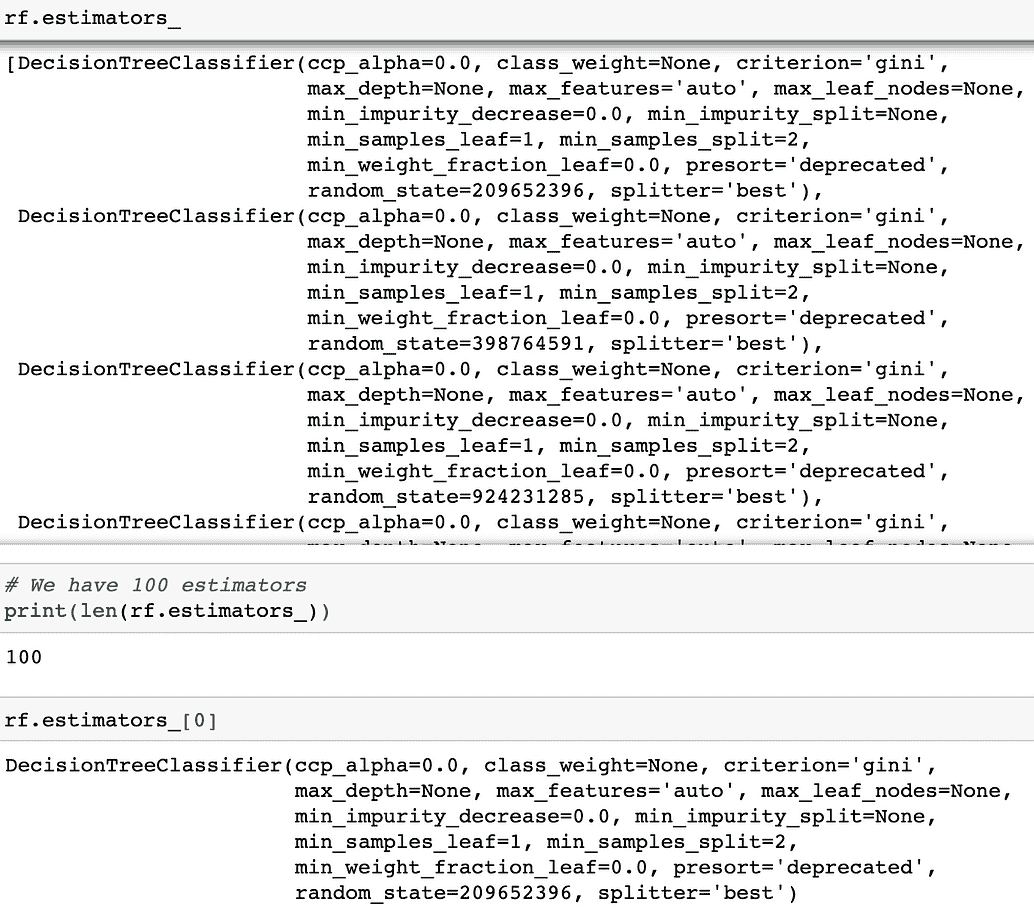 rf.estimators_
[DecisionTreeClassifier(ccp_alpha=0.0, class_weight=None, criterion='gini',
max_depth=None, max_features='auto', max_leaf_nodes=None,
min_impurity_decrease=0.0, min_impurity_split=None,
min_samples_leaf=1, min_samples_split=2,
min_weight_fraction_leaf=0.0, presort='deprecated',
random_state=209652396, splitter='best'),
DecisionTreeClassifier(ccp_alpha=0.0, class_weight=None, criterion='gini',
max_depth=None, max_features='auto', max_leaf_nodes=None,
min_impurity_decrease=0.0, min_impurity_split=None,
min_samples_leaf=1, min_samples_split=2,
min_weight_fraction_leaf=0.0, presort='deprecated',
random_state=398764591, splitter='best'),
DecisionTreeClassifier(ccp_alpha=0.0, class_weight=None, criterion='gini',
max_depth=None, max_features='auto', max_leaf_nodes=None,
min_impurity_decrease=0.0, min_impurity_split=None,
min_samples_leaf=1, min_samples_split=2,
min_weight_fraction_leaf=0.0, presort='deprecated',
random_state=924231285, splitter='best'),
DecisionTreeClassifier(ccp_alpha=0.0, class_weight=None, criterion='gini',
# We have 100 estimators
print(len(rf.estimators_))
100
rf.estimators_[0]
DecisionTreeClassifier(ccp_alpha=0.0, class_weight=None, criterion='gini',
max_depth=None, max_features='auto', max_leaf_nodes=None,
min_impurity_decrease=0.0, min_impurity_split=None,
min_samples_leaf=1, min_samples_split=2,
min_weight_fraction_leaf=0.0, presort='deprecated',
random_state=209652396, splitter='best')